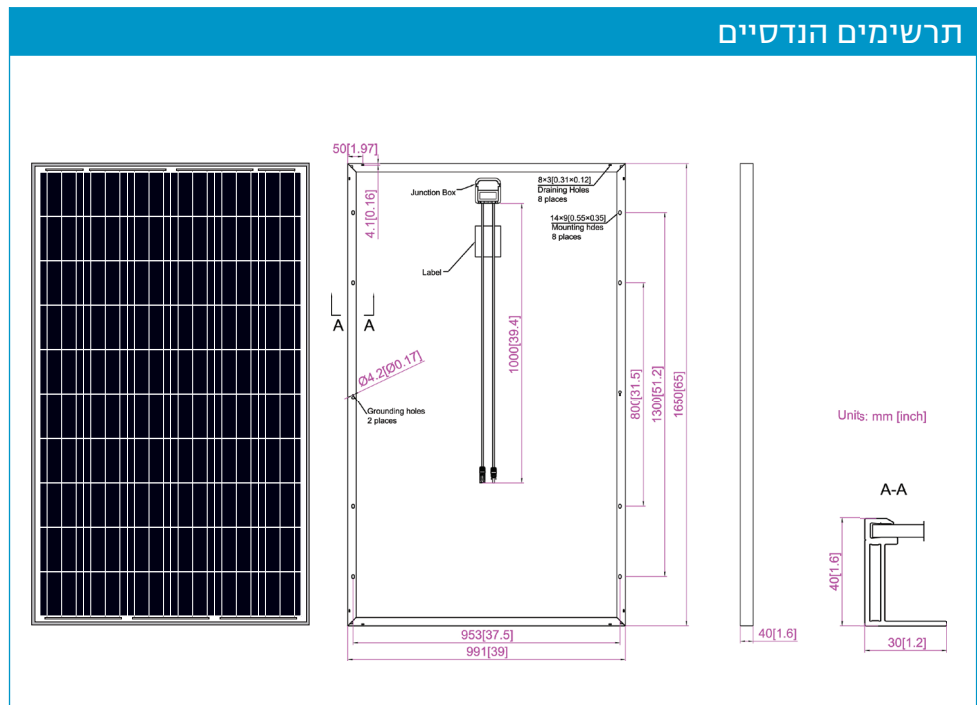 תרשימים הנדסיים
50[1.97]
4.1[0.16]
Junction Box
8×3[0.31×0.12]
Draining Holes
8 places
14×9[0.55×0.35]
Mounting hdes
8 places
Label
A
A
Ø4.2[Ø0.17]
Grounding holes
2 places
1000[39.4]
800[31.5]
1300[51.2]
1650[65]
953[37.5]
991[39]
40[1.6]
Units: mm [inch]
A-A
40[1.6]
30[1.2]